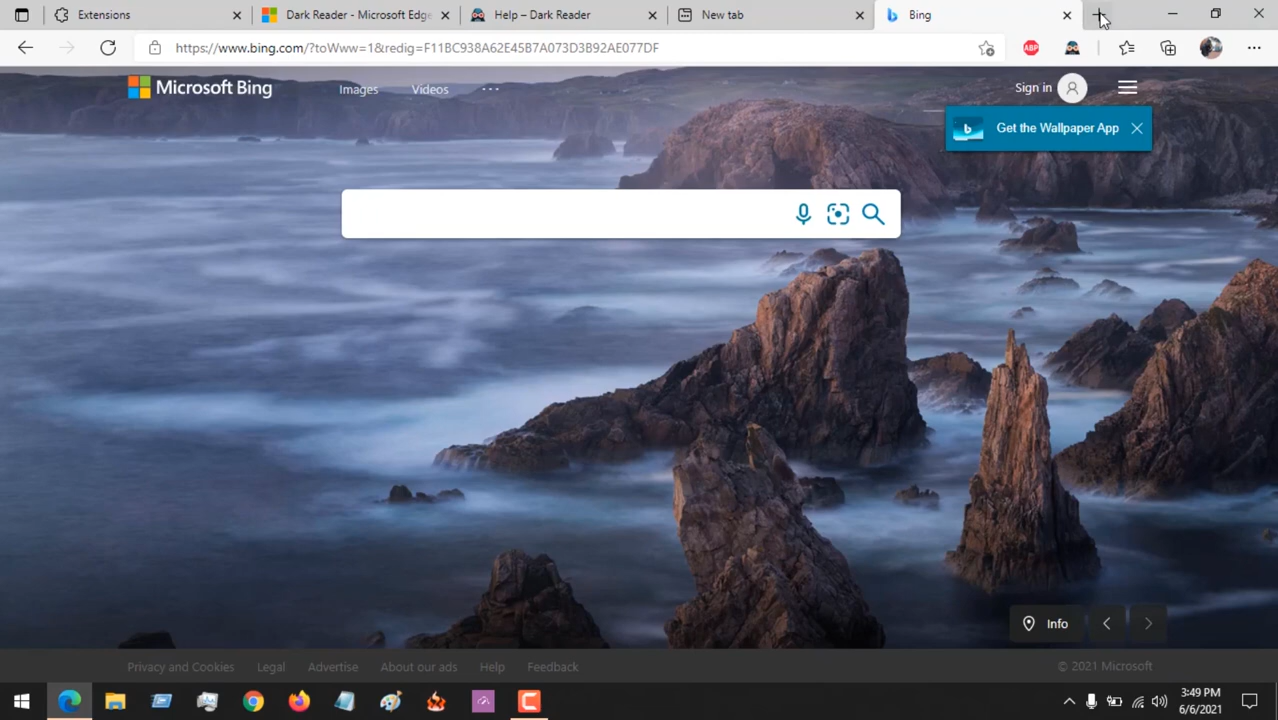 Extensions
Dark Reader - Microsoft Edge
Help – Dark Reader
New tab
Bing
https://www.bing.com/?toWww=1&redig=F11BC938A62E45B7A073D3B92AE077DF
ABP
Microsoft Bing
Images
Videos
Sign in
b
Get the Wallpaper App
Info
Privacy and Cookies
Legal
Advertise
About our ads
Help
Feedback
© 2021 Microsoft
3:49 PM
6/6/2021